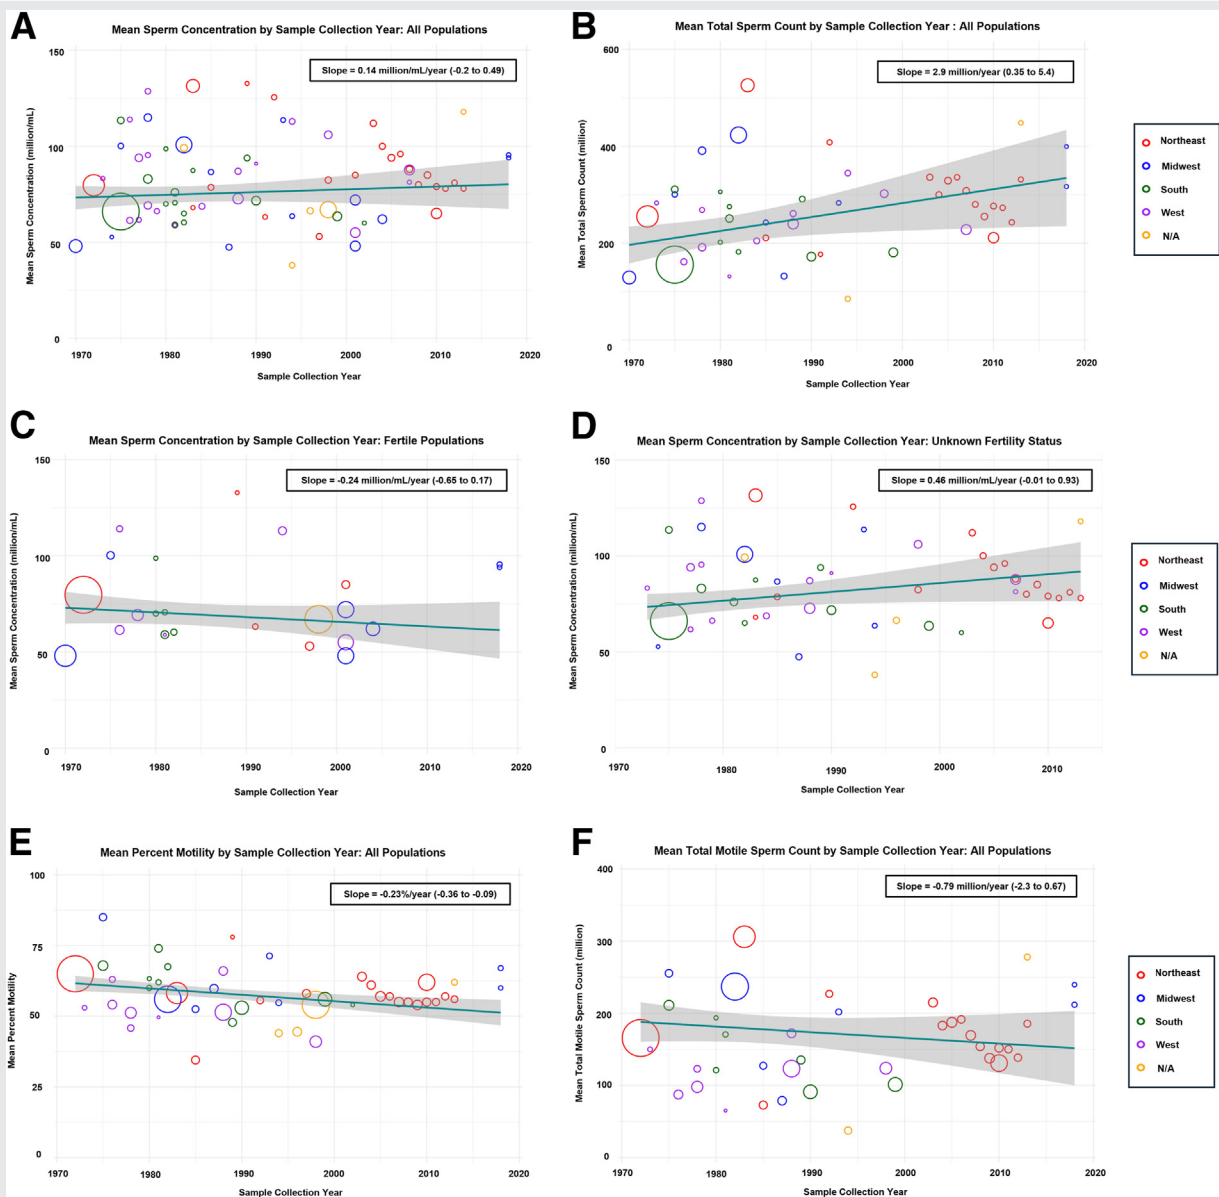 A
Mean Sperm Concentration by Sample Collection Year: All Populations
Slope = 0.14 million/mL/year (-0.2 to 0.49)
Mean Sperm Concentration (million/mL)
150
100
50
0
1970
1980
1990
2000
2010
2020
Sample Collection Year
B
Mean Total Sperm Count by Sample Collection Year : All Populations
Slope = 2.9 million/year (0.35 to 5.4)
Mean Total Sperm Count (million)
600
400
200
0
1970
1980
1990
2000
2010
2020
Sample Collection Year
Northeast
Midwest
South
West
N/A
C
Mean Sperm Concentration by Sample Collection Year: Fertile Populations
Slope = -0.24 million/mL/year (-0.65 to 0.17)
Mean Sperm Concentration (million/mL)
150
100
50
0
1970
1980
1990
2000
2010
2020
Sample Collection Year
D
Mean Sperm Concentration by Sample Collection Year: Unknown Fertility Status
Slope = 0.46 million/mL/year (-0.01 to 0.93)
Mean Sperm Concentration (million/mL)
150
100
50
0
1970
1980
1990
2000
2010
Sample Collection Year
Northeast
Midwest
South
West
N/A
E
Mean Percent Motility by Sample Collection Year: All Populations
Slope = -0.23%/year (-0.36 to -0.09)
Mean Percent Motility
100
75
50
25
0
1970
1980
1990
2000
2010
2020
Sample Collection Year
F
Mean Total Motile Sperm Count by Sample Collection Year: All Populations
Slope = -0.79 million/year (-2.3 to 0.67)
Mean Total Motile Sperm Count (million)
400
300
200
100
0
1970
1980
1990
2000
2010
2020
Sample Collection Year
Northeast
Midwest
South
West
N/A